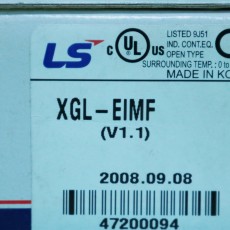 LS
c UL US
LISTED 9J51
IND. CONT.EQ.
OPEN TYPE
SURROUNDING TEMP. : 0 to
MADE IN KO
XGL-EIMF
(V1.1)
2008.09.08
47200094